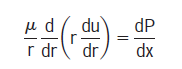 μ/r d/dr (r du/dr) = dP/dx